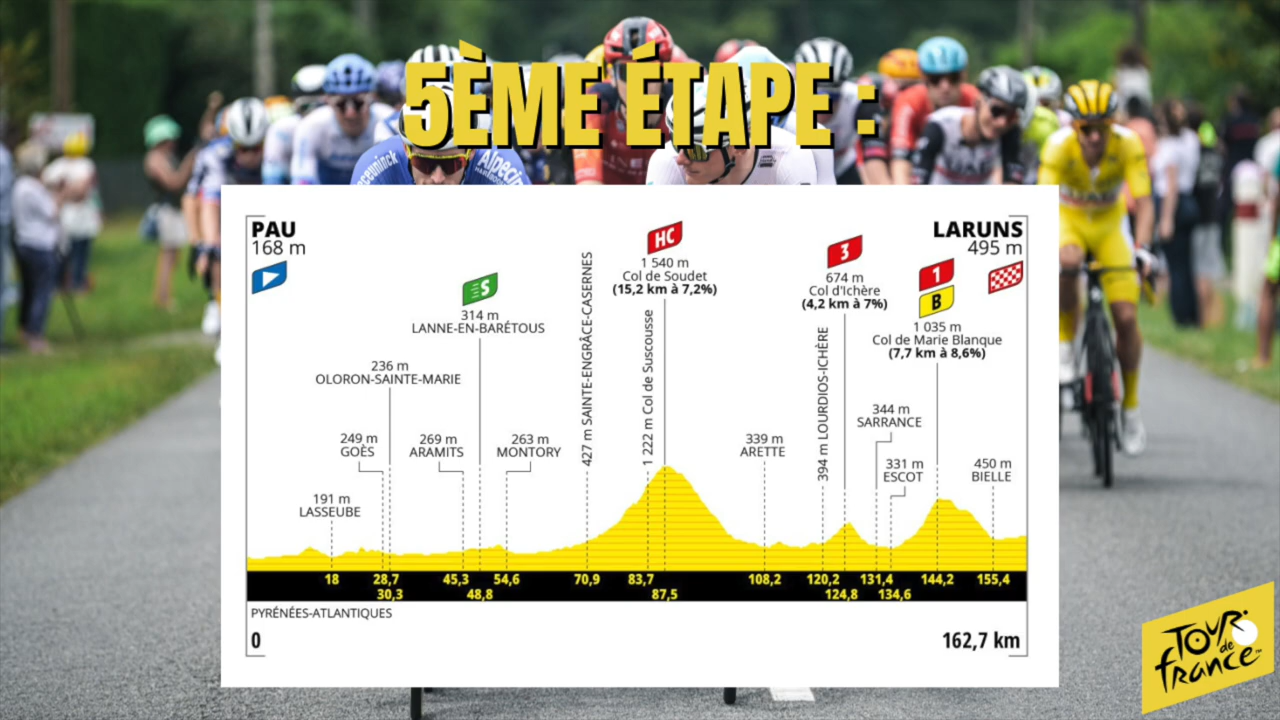 5ÈME ÉTAPE :
ceuninck
Alpecin
PAU
168 m
LARUNS
495 m
HC
1 540 m
Col de Soudet
(15,2 km à 7,2%)
3
674 m
Col d'Ichère
(4,2 km à 7%)
1
B
1 035 m
Col de Marie Blanque
(7,7 km à 8,6%)
S
314 m
LANNE-EN-BARÉTOUS
236 m
OLORON-SAINTE-MARIE
249 m
GOÈS
269 m
ARAMITS
263 m
MONTORY
191 m
LASSEUBE
427 m SAINTE-ENGRÂCE-CASERNES
1 222 m Col de Suscousse
339 m
ARETTE
394 m LOURDIOS-ICHÈRE
344 m
SARRANCE
331 m
ESCOT
450 m
BIELLE
18 28,7 45,3 54,6 70,9 83,7 108,2 120,2 131,4 144,2 155,4
30,3 48,8 87,5 124,8 134,6
PYRÉNÉES-ATLANTIQUES
0
162,7 km
TOUR
de
france™